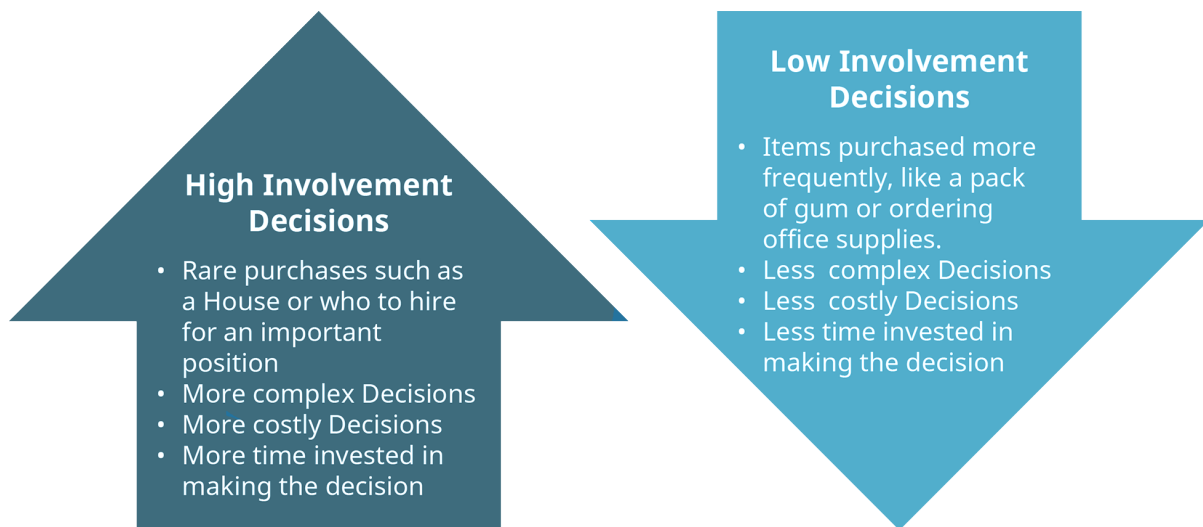 High Involvement
Decisions
• Rare purchases such as
a House or who to hire
for an important
position
• More complex Decisions
• More costly Decisions
• More time invested in
making the decision
Low Involvement
Decisions
• Items purchased more
frequently, like a pack
of gum or ordering
office supplies.
• Less  complex Decisions
• Less  costly Decisions
• Less time invested in
making the decision